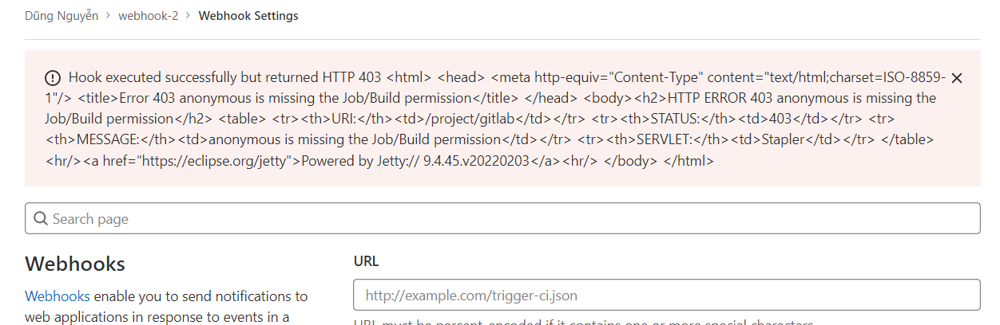 Dũng Nguyễn > webhook-2 > Webhook Settings
Hook executed successfully but returned HTTP 403 <html> <head> <meta http-equiv="Content-Type" content="text/html;charset=ISO-8859-
1"/> <title>Error 403 anonymous is missing the Job/Build permission</title> </head> <body><h2>HTTP ERROR 403 anonymous is missing the
Job/Build permission</h2> <table> <tr><th>URI:</th><td>/project/gitlab</td></tr> <tr><th>STATUS:</th><td>403</td></tr> <tr>
<th>MESSAGE:</th><td>anonymous is missing the Job/Build permission</td></tr> <tr><th>SERVLET:</th><td>Stapler</td></tr> </table>
<hr/><a href="https://eclipse.org/jetty">Powered by Jetty:// 9.4.45.v20220203</a><hr/> </body> </html>
Search page
Webhooks
Webhooks enable you to send notifications to
web applications in response to events in a
URL
http://example.com/trigger-ci.json
URL must be percent-encoded if it contains one or more special characters.